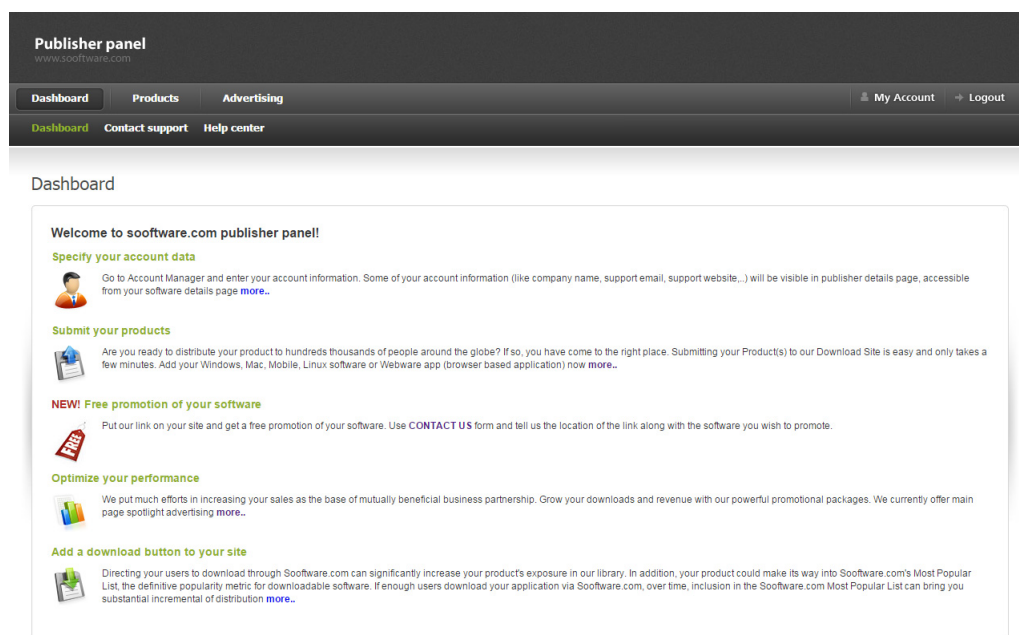 Publisher panel
www.sooftware.com
Dashboard Products Advertising My Account Logout
Dashboard Contact support Help center
Dashboard
Welcome to sooftware.com publisher panel!
Specify your account data
Go to Account Manager and enter your account information. Some of your account information (like company name, support email, support website,..) will be visible in publisher details page, accessible
from your software details page more..
Submit your products
Are you ready to distribute your product to hundreds thousands of people around the globe? If so, you have come to the right place. Submitting your Product(s) to our Download Site is easy and only takes a
few minutes. Add your Windows, Mac, Mobile, Linux software or Webware app (browser based application) now more..
NEW! Free promotion of your software
FREE
Put our link on your site and get a free promotion of your software. Use CONTACT US form and tell us the location of the link along with the software you wish to promote.
Optimize your performance
We put much efforts in increasing your sales as the base of mutually beneficial business partnership. Grow your downloads and revenue with our powerful promotional packages. We currently offer main
page spotlight advertising more..
Add a download button to your site
Directing your users to download through Sooftware.com can significantly increase your product's exposure in our library. In addition, your product could make its way into Sooftware.com's Most Popular
List, the definitive popularity metric for downloadable software. If enough users download your application via Sooftware.com, over time, inclusion in the Sooftware.com Most Popular List can bring you
substantial incremental of distribution more..